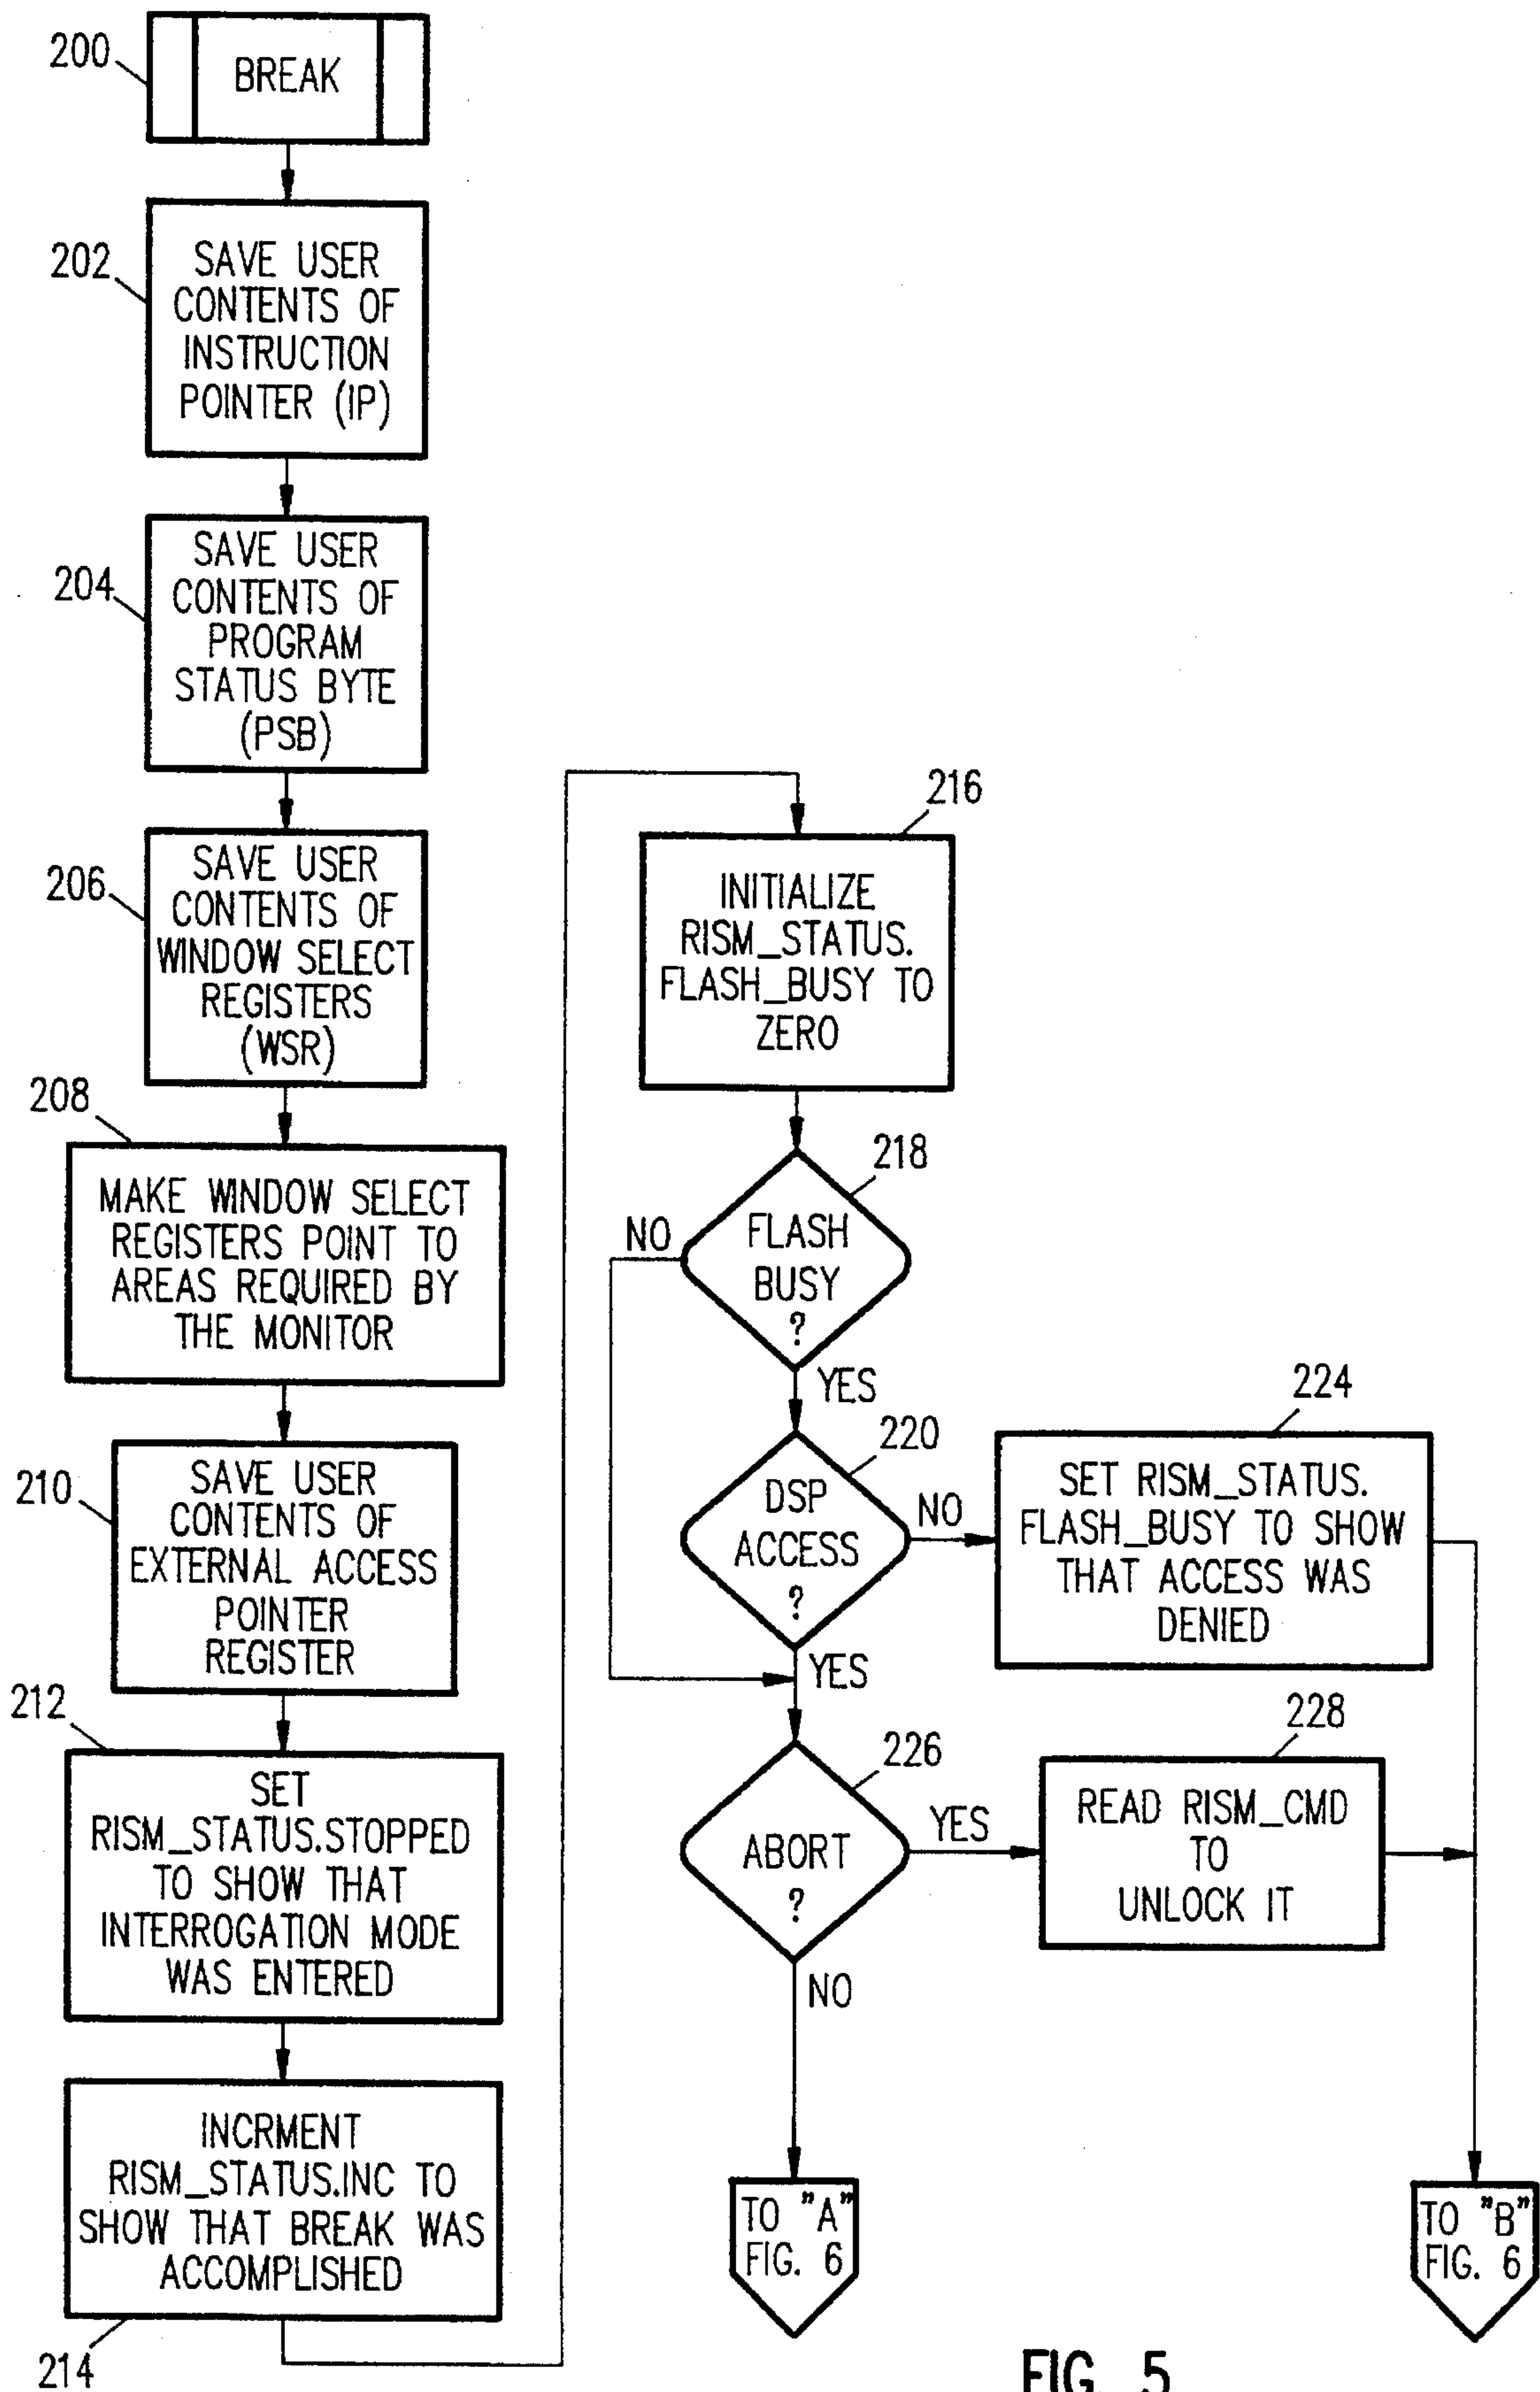 200
BREAK
202
SAVE USER
CONTENTS OF
INSTRUCTION
POINTER (IP)
204
SAVE USER
CONTENTS OF
PROGRAM
STATUS BYTE
(PSB)
206
SAVE USER
CONTENTS OF
WINDOW SELECT
REGISTERS
(WSR)
208
MAKE WINDOW SELECT
REGISTERS POINT TO
AREAS REQUIRED BY
THE MONITOR
210
SAVE USER
CONTENTS OF
EXTERNAL ACCESS
POINTER
REGISTER
212
SET
RISM_STATUS.STOPPED
TO SHOW THAT
INTERROGATION MODE
WAS ENTERED
INCRMENT
RISM_STATUS.INC TO
SHOW THAT BREAK WAS
ACCOMPLISHED
214
216
INITIALIZE
RISM_STATUS.
FLASH_BUSY TO
ZERO
218
NO
FLASH
BUSY
?
YES
220
DSP
ACCESS
?
NO
YES
224
SET RISM_STATUS.
FLASH_BUSY TO SHOW
THAT ACCESS WAS
DENIED
226
ABORT
?
YES
NO
228
READ RISM_CMD
TO
UNLOCK IT
TO "A"
FIG. 6
TO "B"
FIG. 6
FIG. 5